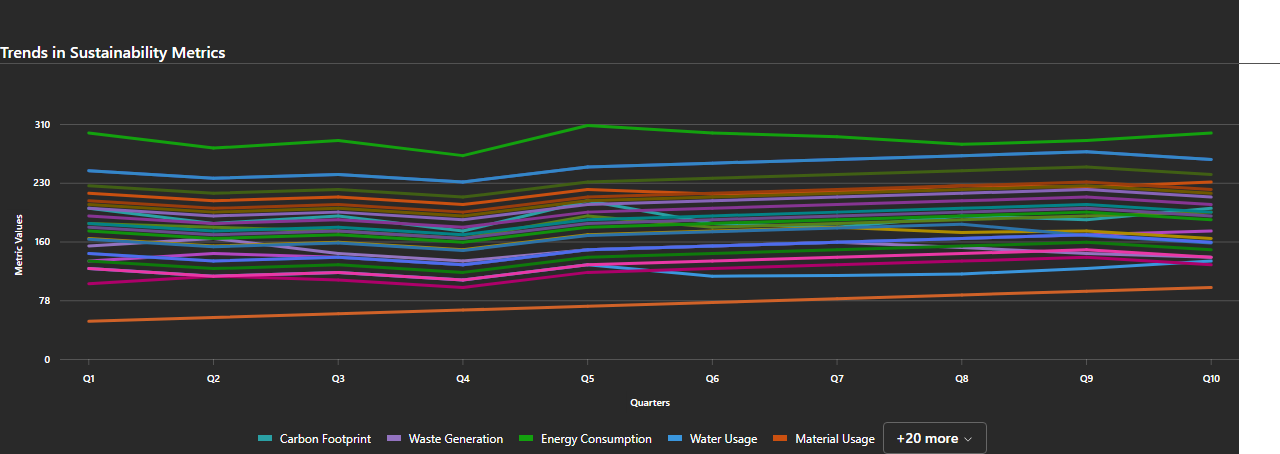 Trends in Sustainability Metrics
310
230
160
78
0
Metric Values
Q1 Q2 Q3 Q4 Q5 Q6 Q7 Q8 Q9 Q10
Quarters
Carbon Footprint Waste Generation Energy Consumption Water Usage Material Usage +20 more